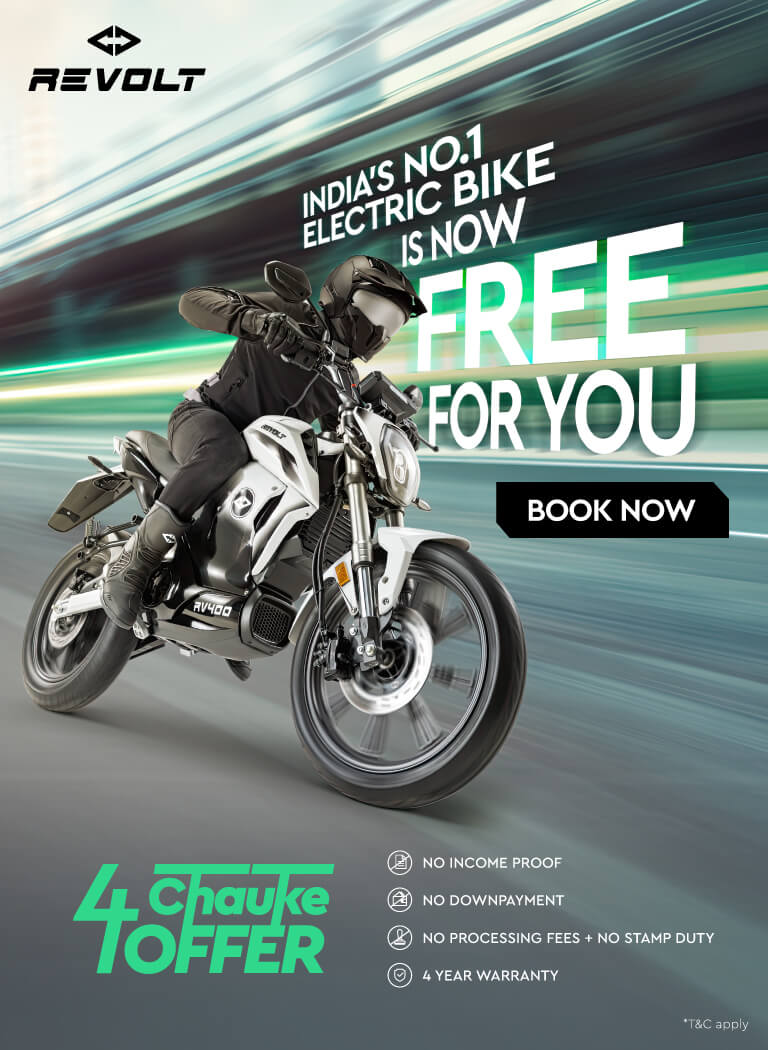 REVOLT
INDIA'S NO.1
ELECTRIC BIKE
IS NOW
FREE
FOR YOU
BOOK NOW
REVOLT
RV400
4 Chauke
OFFER
NO INCOME PROOF
NO DOWNPAYMENT
NO PROCESSING FEES + NO STAMP DUTY
4 YEAR WARRANTY
*T&C apply